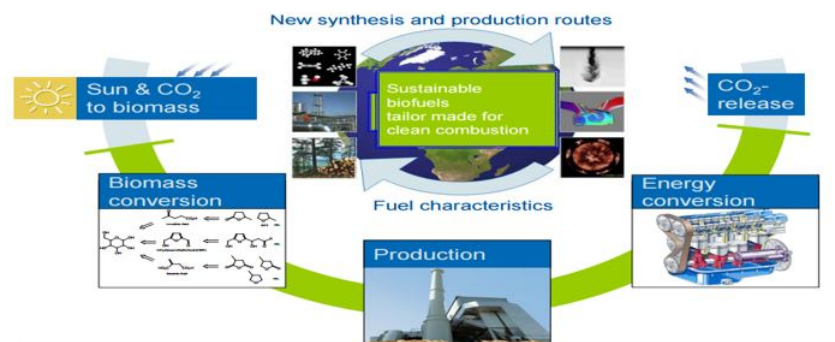 New synthesis and production routes
Sun & CO₂
to biomass
Sustainable
biofuels
tailor made for
clean combustion
CO₂-
release
Biomass
conversion
Fuel characteristics
Energy
conversion
Production